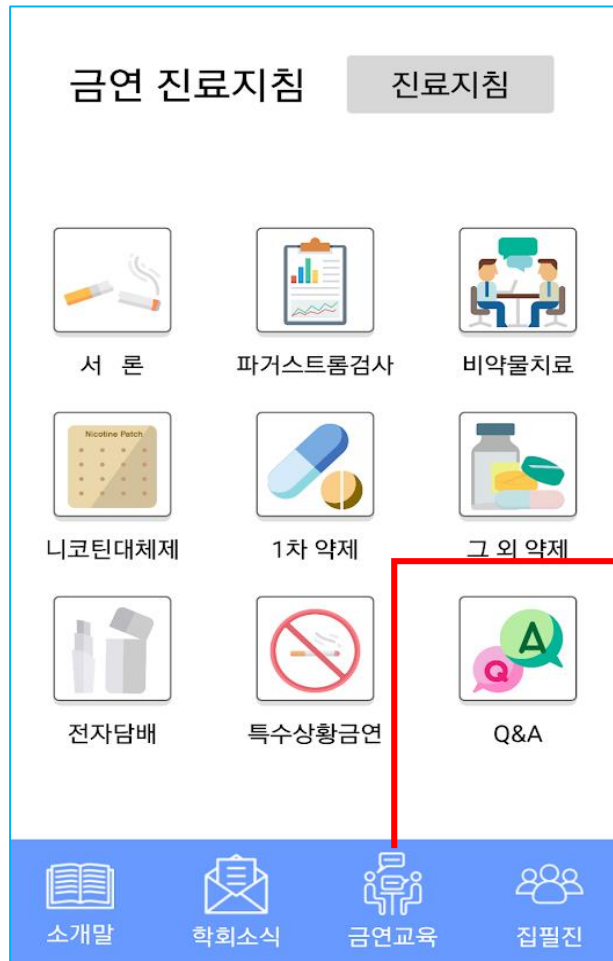 금연 진료지침 진료지침
서 론 파거스트롬검사 비약물치료
Nicotine Patch
니코틴대체제 1차 약제 그 외 약제
Q A
전자담배 특수상황금연 Q&A
소개말 학회소식 금연교육 집필진